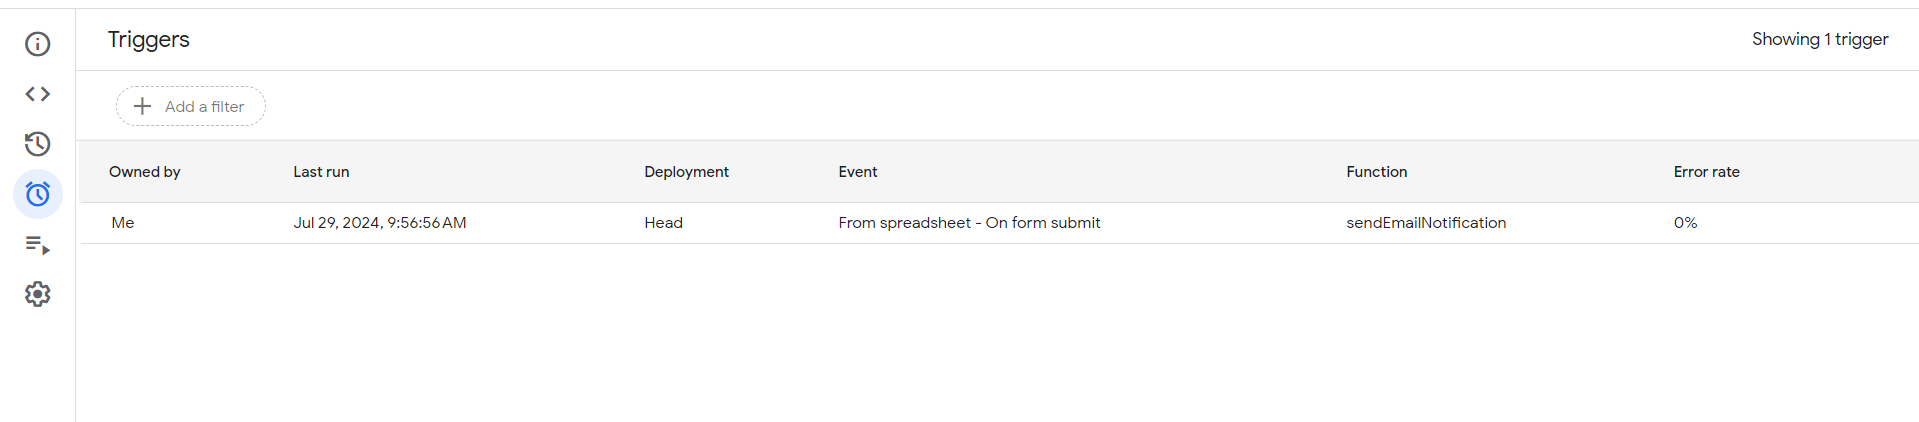 Triggers
Showing 1 trigger
Add a filter
Owned by Last run Deployment Event Function Error rate
Me Jul 29, 2024, 9:56:56 AM Head From spreadsheet - On form submit sendEmailNotification 0%